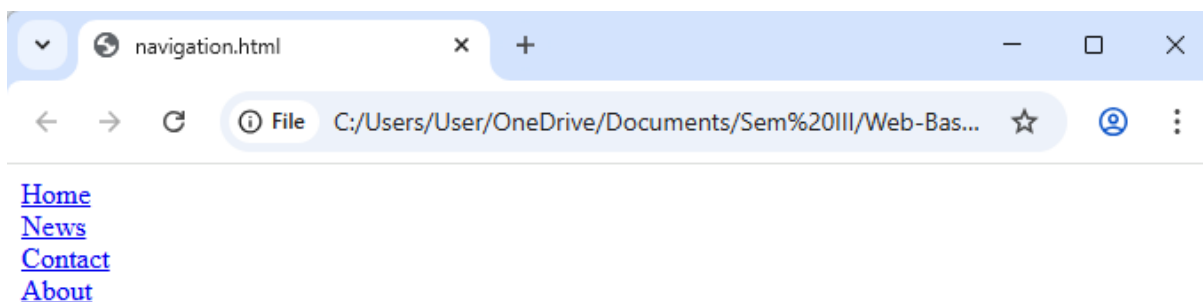 navigation.html
File C:/Users/User/OneDrive/Documents/Sem%20III/Web-Bas...
Home
News
Contact
About